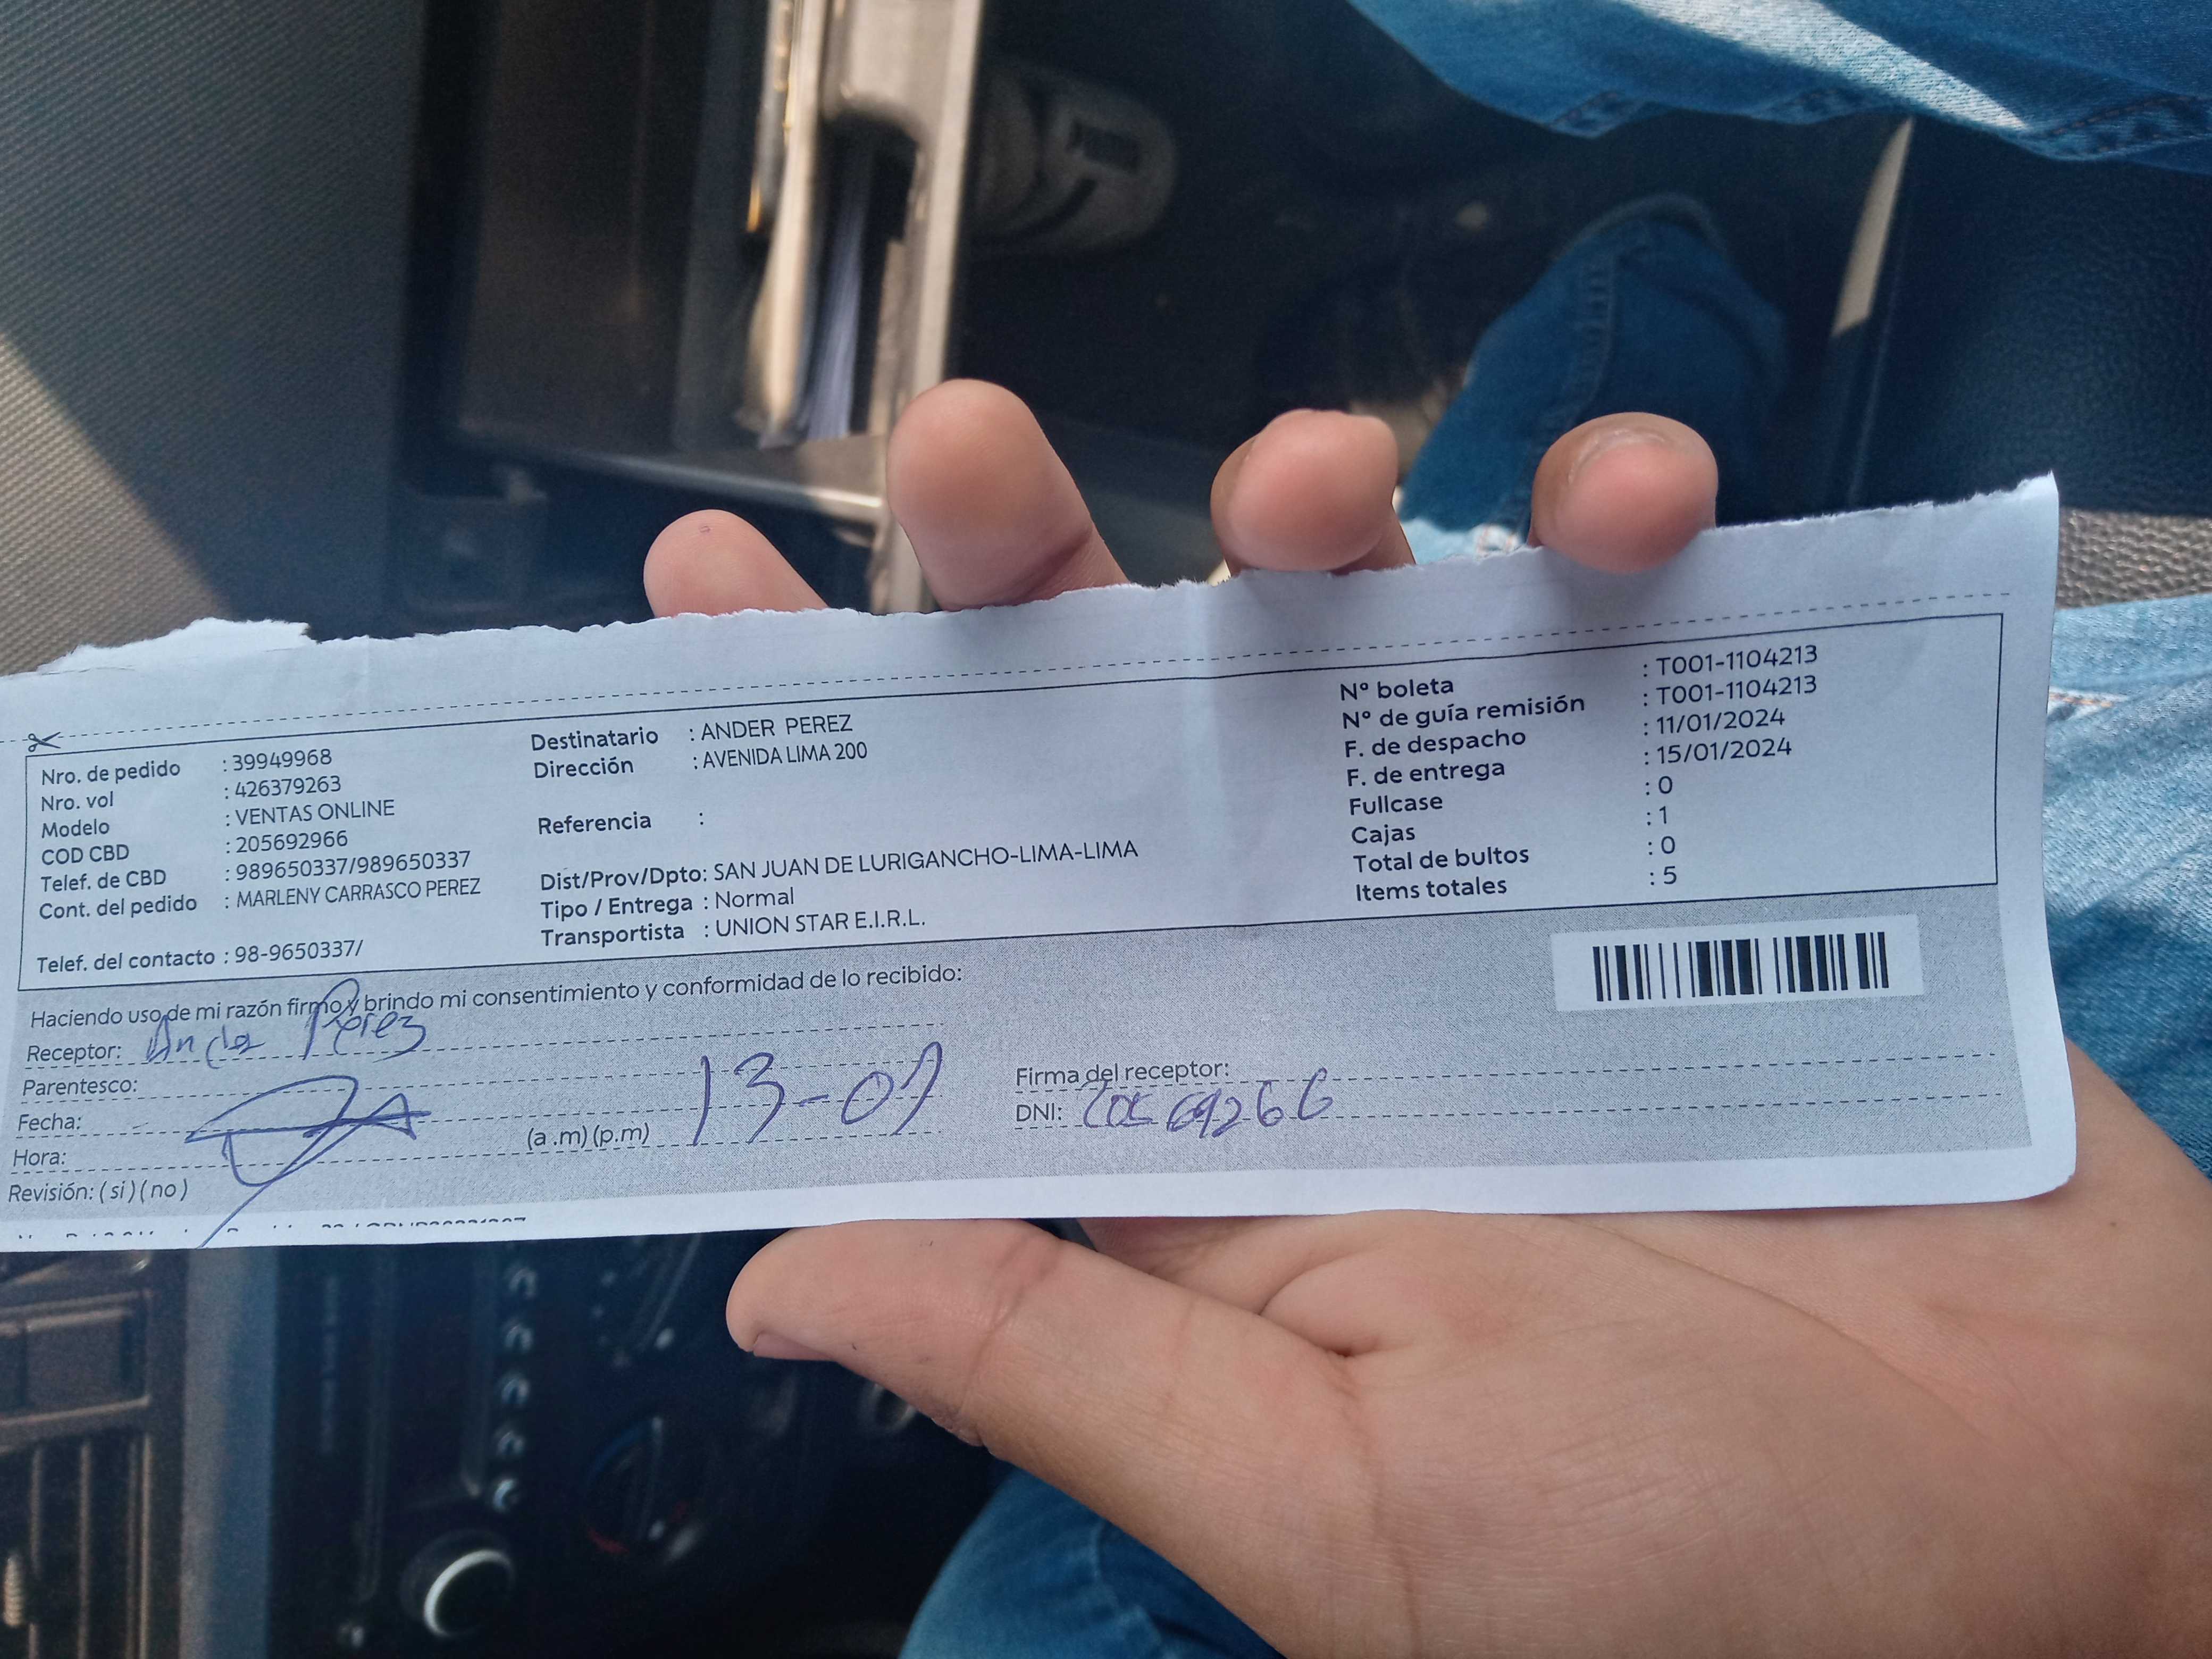 Nro. de pedido : 39949968
Nro. vol : 426379263
Modelo : VENTAS ONLINE
COD CBD : 205692966
Telef. de CBD : 989650337/989650337
Cont. del pedido : MARLENY CARRASCO PEREZ
Telef. del contacto : 98-9650337/
Destinatario : ANDER PEREZ
Dirección : AVENIDA LIMA 200
Referencia :
Dist/Prov/Dpto: SAN JUAN DE LURIGANCHO-LIMA-LIMA
Tipo / Entrega : Normal
Transportista : UNION STAR E.I.R.L.
Nº boleta : T001-1104213
Nº de guía remisión : T001-1104213
F. de despacho : 11/01/2024
F. de entrega : 15/01/2024
Fullcase : 0
Cajas : 1
Total de bultos : 0
Items totales : 5
Haciendo uso de mi razón firmo y brindo mi consentimiento y conformidad de lo recibido:
Receptor: Ander Perez
Parentesco:
Fecha:
Hora: (a .m) (p.m) 13-01
Revisión: ( si ) ( no )
Firma del receptor:
DNI: